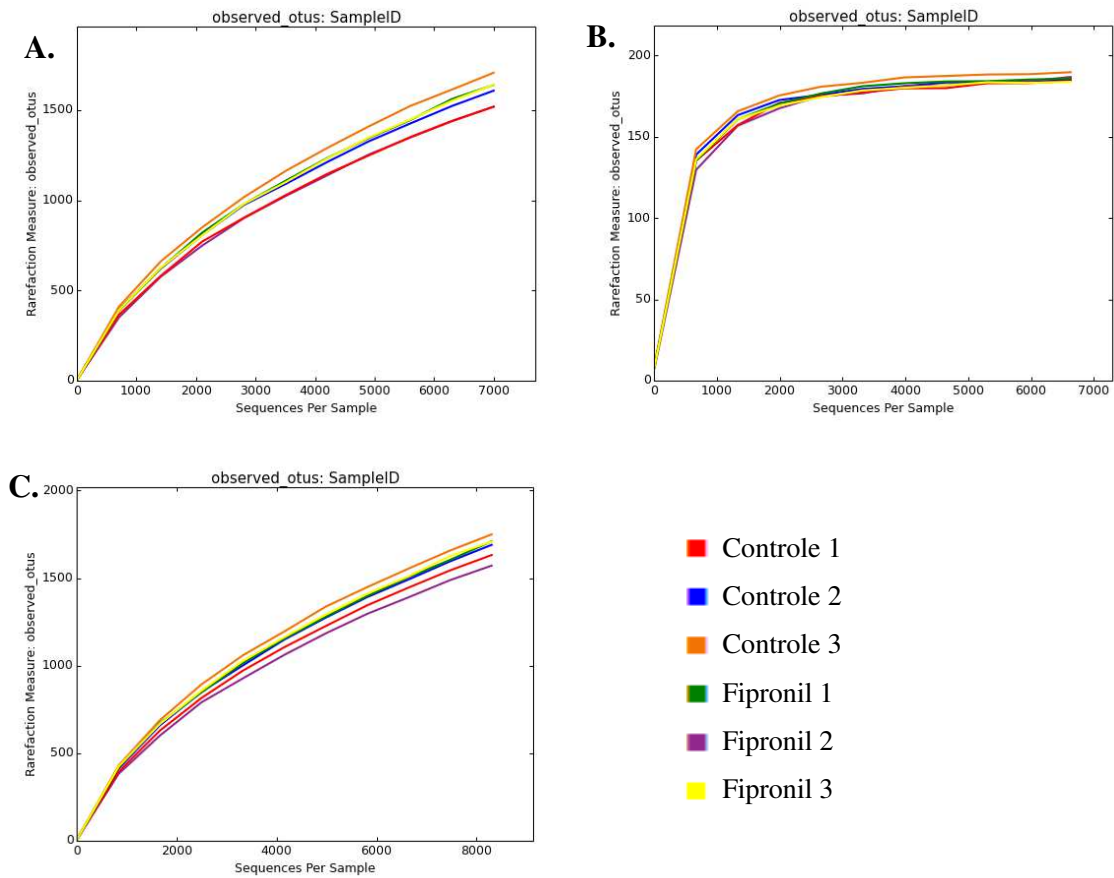 A.
observed_otus: SampleID
Rarefaction Measure: observed_otus
1500
1000
500
0
0 1000 2000 3000 4000 5000 6000 7000
Sequences Per Sample
B.
observed_otus: SampleID
Rarefaction Measure: observed_otus
200
150
100
50
0
0 1000 2000 3000 4000 5000 6000 7000
Sequences Per Sample
C.
observed_otus: SampleID
Rarefaction Measure: observed_otus
2000
1500
1000
500
0
0 2000 4000 6000 8000
Sequences Per Sample
Controle 1
Controle 2
Controle 3
Fipronil 1
Fipronil 2
Fipronil 3